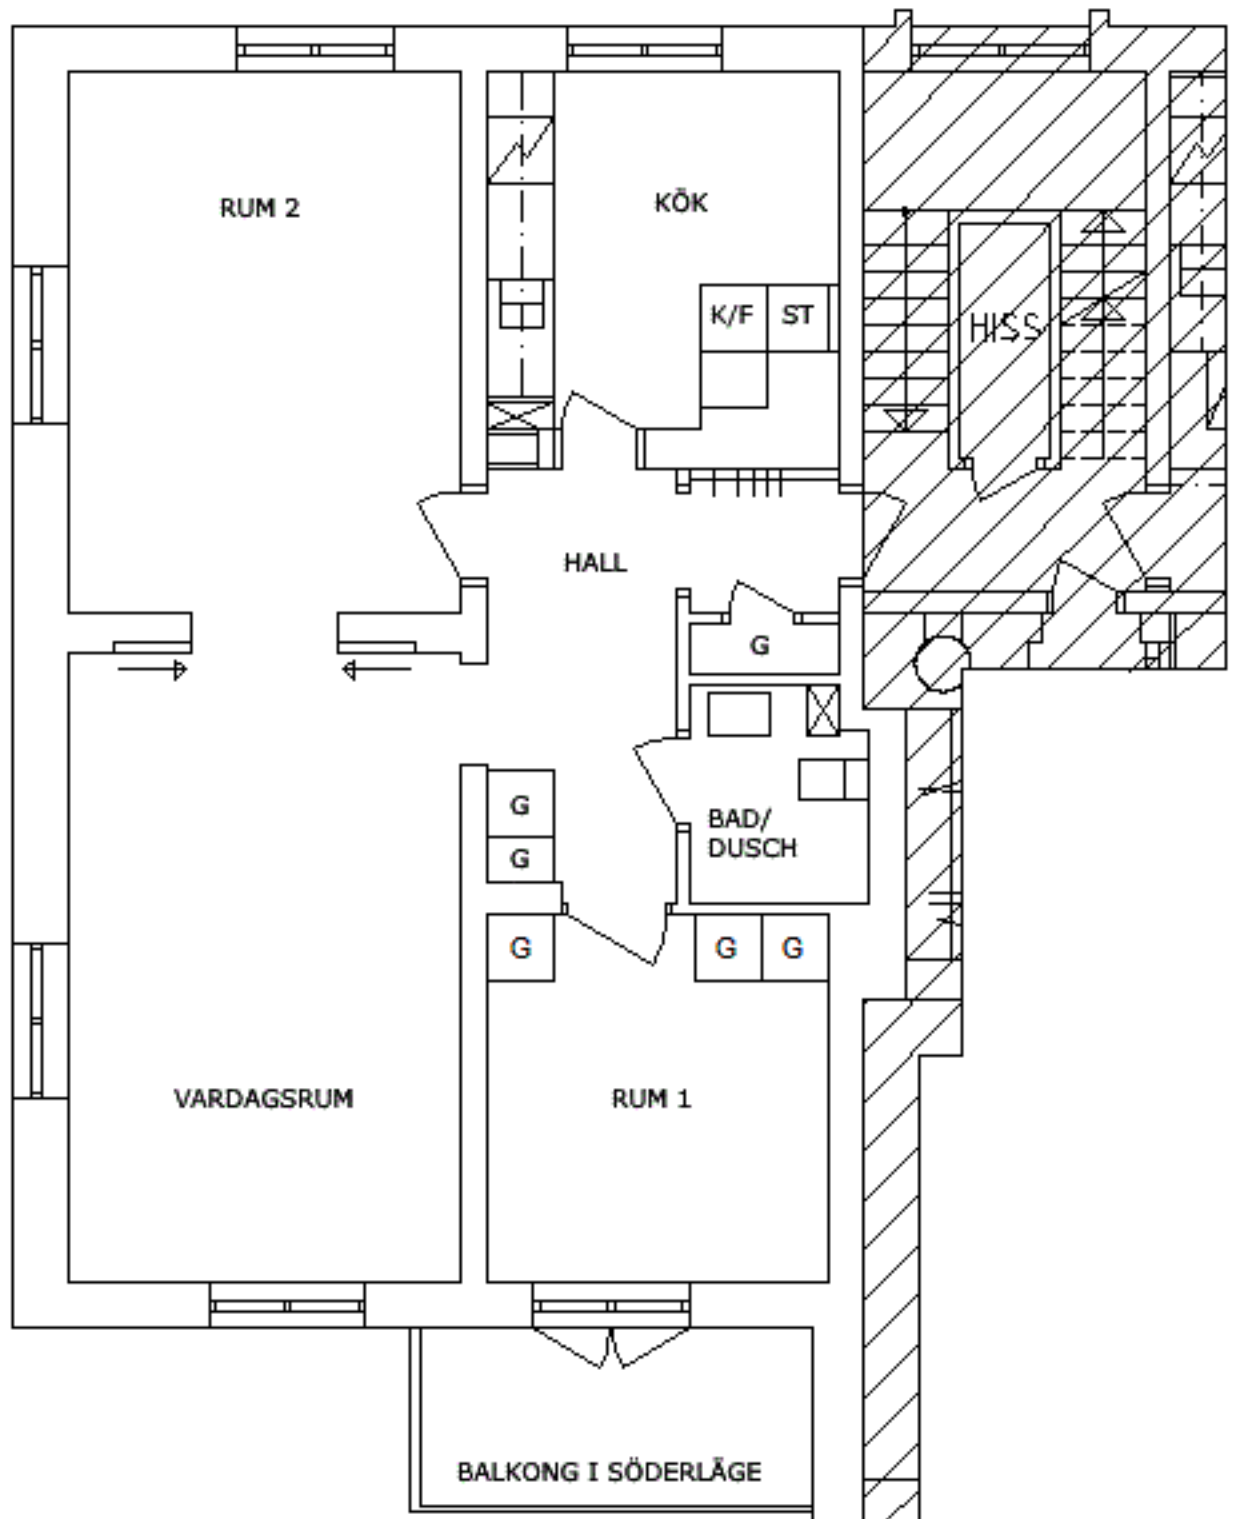 RUM 2
KÖK
K/F
ST
HISS
HALL
G
G
G
BAD/
DUSCH
G
G
G
VARDAGSRUM
RUM 1
BALKONG I SÖDERLÄGE